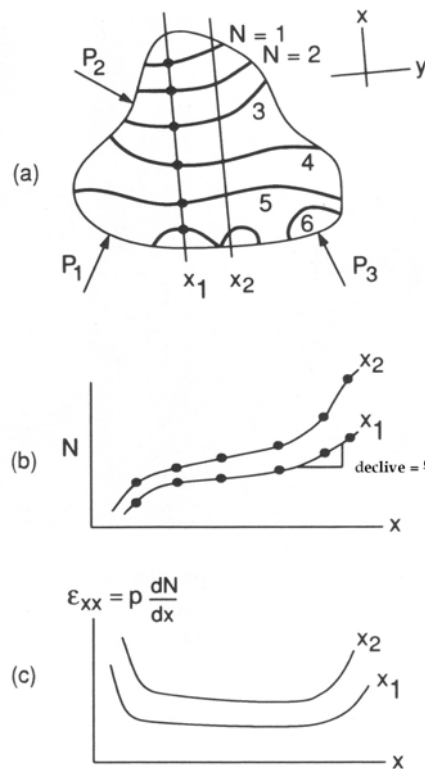 x
y
P2
N = 1
N = 2
3
4
5
6
(a)
P1
x1
x2
P3
(b)
N
x2
x1
declive =
x
εxx = p dN/dx
(c)
x2
x1
x